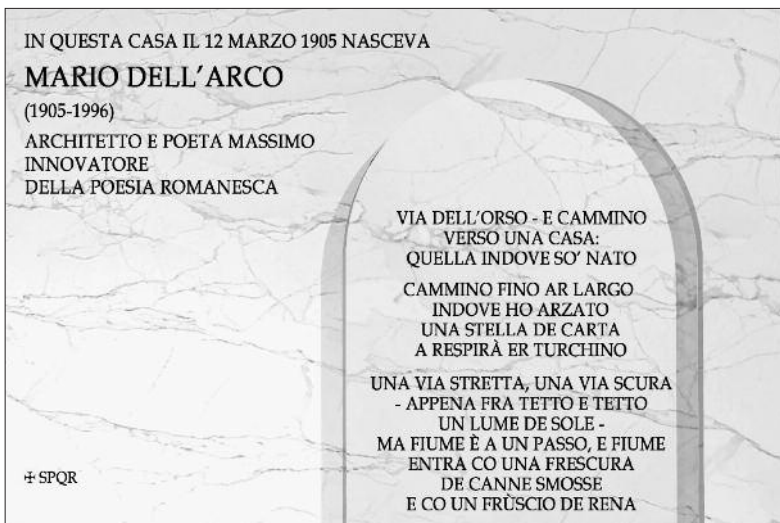 IN QUESTA CASA IL 12 MARZO 1905 NASCEVA
MARIO DELL'ARCO
(1905-1996)
ARCHITETTO E POETA MASSIMO
INNOVATORE
DELLA POESIA ROMANESCA
VIA DELL'ORSO - E CAMMINO
VERSO UNA CASA:
QUELLA INDOVE SO' NATO
CAMMINO FINO AR LARGO
INDOVE HO ARZATO
UNA STELLA DE CARTA
A RESPIRÀ ER TURCHINO
UNA VIA STRETTA, UNA VIA SCURA
- APPENA FRA TETTO E TETTO
UN LUME DE SOLE -
MA FIUME È A UN PASSO, E FIUME
ENTRA CO UNA FRESCURA
DE CANNE SMOSSE
E CO UN FRÙSCIO DE RENA
✠ SPQR